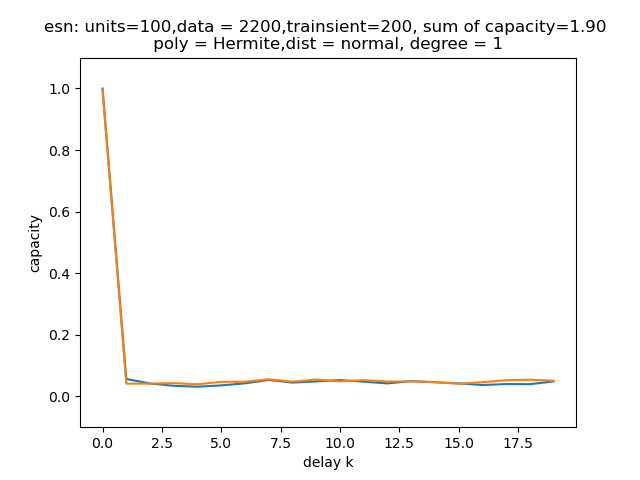 esn: units=100,data = 2200,trainsient=200, sum of capacity=1.90
poly = Hermite,dist = normal, degree = 1
1.0
0.8
0.6
0.4
0.2
0.0
capacity
0.0 2.5 5.0 7.5 10.0 12.5 15.0 17.5
delay k